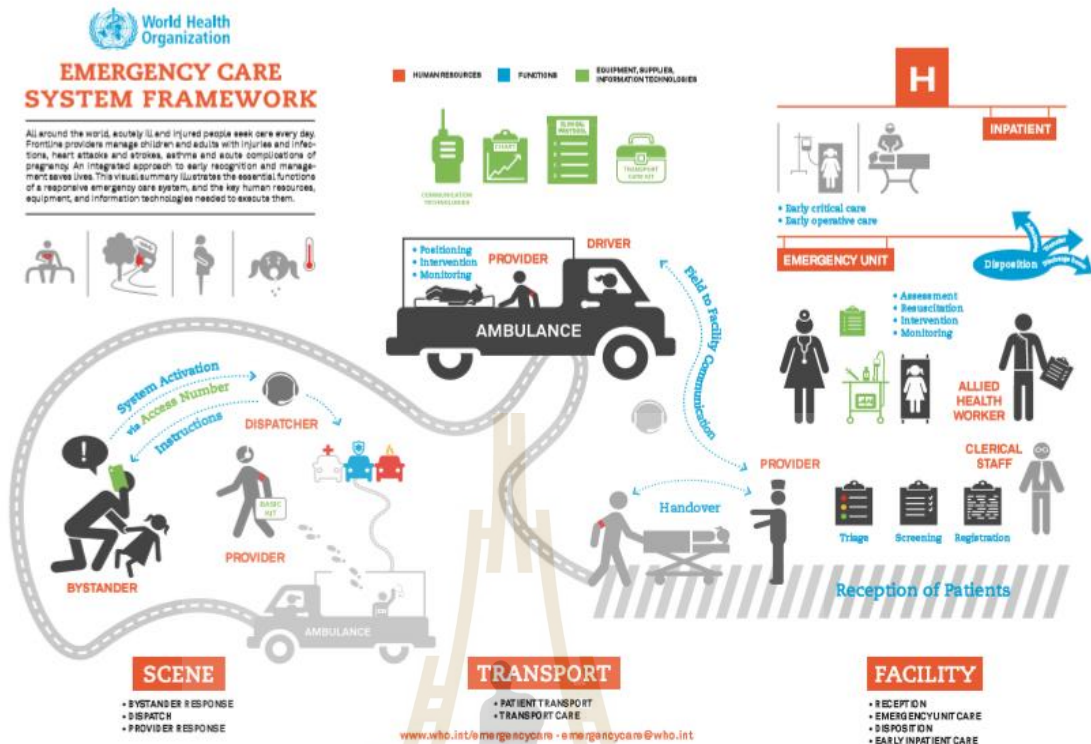 World Health
Organization
EMERGENCY CARE
SYSTEM FRAMEWORK
All around the world, acutely ill and injured people seek care every day.
Frontline providers manage children and adults with injuries and infec-
tions, heart attacks and strokes, asthma and acute complications of
pregnancy. An integrated approach to early recognition and manage-
ment saves lives. This visual summary illustrates the essential functions
of a responsive emergency care system, and the key human resources,
equipment, and information technologies needed to execute them.
HUMAN RESOURCES
FUNCTIONS
EQUIPMENT, SUPPLIES,
INFORMATION TECHNOLOGIES
COMMUNICATION
TECHNOLOGIES
CHART
CLINICAL
PROTOCOL
TRANSPORT
CARE KIT
H
INPATIENT
• Early critical care
• Early operative care
EMERGENCY UNIT
Disposition
Transfer
Discharge home
• Assessment
• Resuscitation
• Intervention
• Monitoring
ALLIED
HEALTH
WORKER
CLERICAL
STAFF
Triage
Screening
Registration
Reception of Patients
• Positioning
• Intervention
• Monitoring
PROVIDER
DRIVER
AMBULANCE
Field to Facility Communication
PROVIDER
Handover
System Activation
via Access Number
Instructions
DISPATCHER
!
BASIC
KIT
PROVIDER
BYSTANDER
AMBULANCE
SCENE
• BYSTANDER RESPONSE
• DISPATCH
• PROVIDER RESPONSE
TRANSPORT
• PATIENT TRANSPORT
• TRANSPORT CARE
www.who.int/emergencycare - emergencycare@who.int
FACILITY
• RECEPTION
• EMERGENCY UNIT CARE
• DISPOSITION
• EARLY INPATIENT CARE